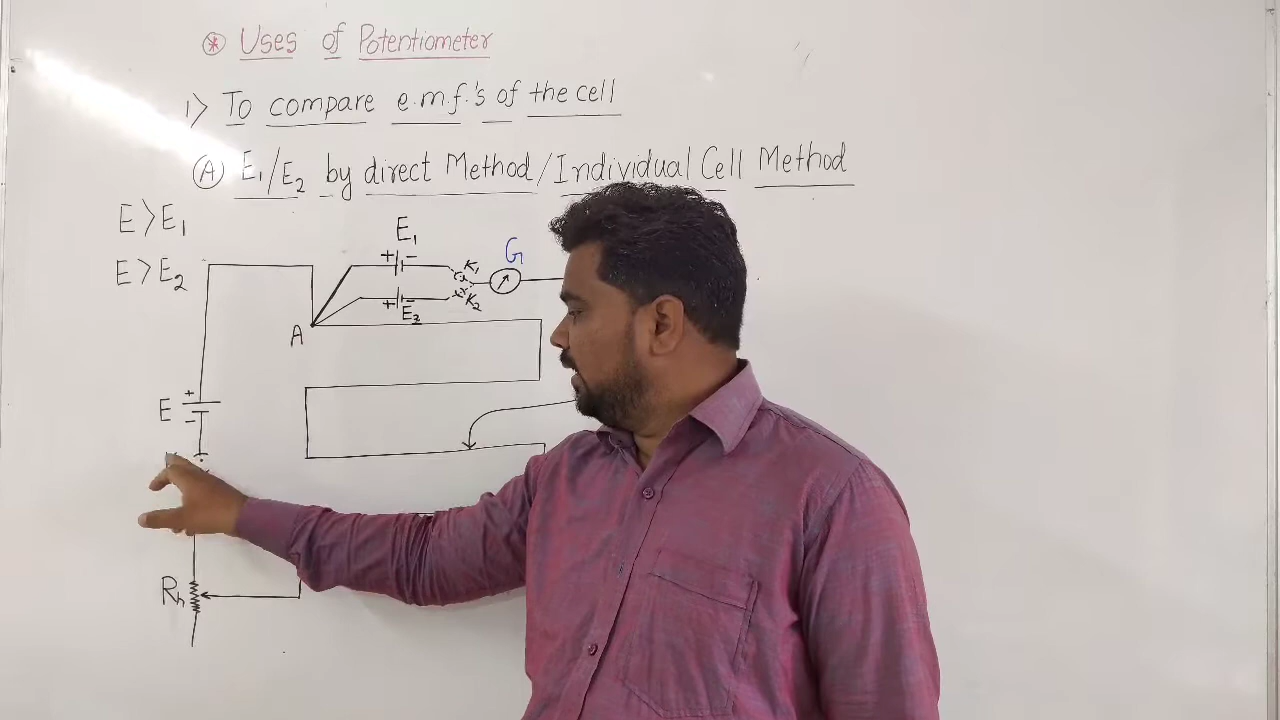 ⊛ Uses of Potentiometer
1> To compare e.m.f.'s of the cell
Ⓐ E₁/E₂ by direct Method/Individual Cell Method
E > E₁
E > E₂
E₁
+ −
K₁
G
+
E₂
K₂
A
+
E
−
Rh